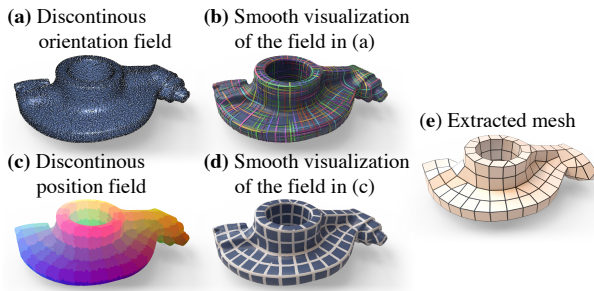 (a) Discontinous
orientation field
(b) Smooth visualization
of the field in (a)
(c) Discontinous
position field
(d) Smooth visualization
of the field in (c)
(e) Extracted mesh